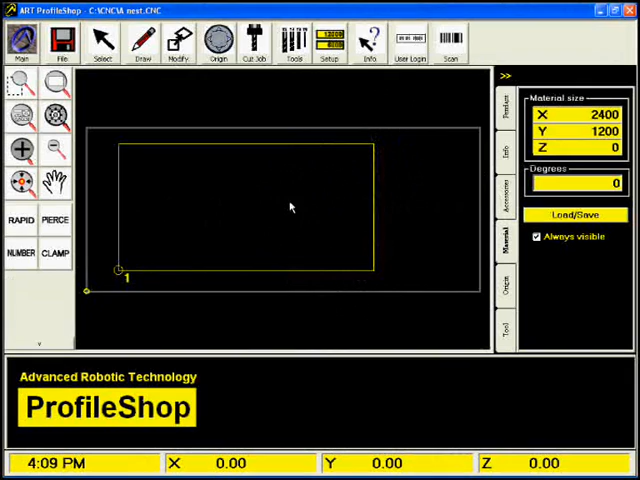 ART ProfileShop - C:\CNC\A nest.CNC
Main File Select Draw Modify Origin Cut Job Tools Setup Info User Login Scan
>>
RAPID PIERCE
NUMBER CLAMP
1
Pendant
Info
Accessories
Material
Origin
Tool
Material size
X 2400
Y 1200
Z 0
Degrees
0
Load/Save
Always visible
Advanced Robotic Technology
ProfileShop
4:09 PM X 0.00 Y 0.00 Z 0.00